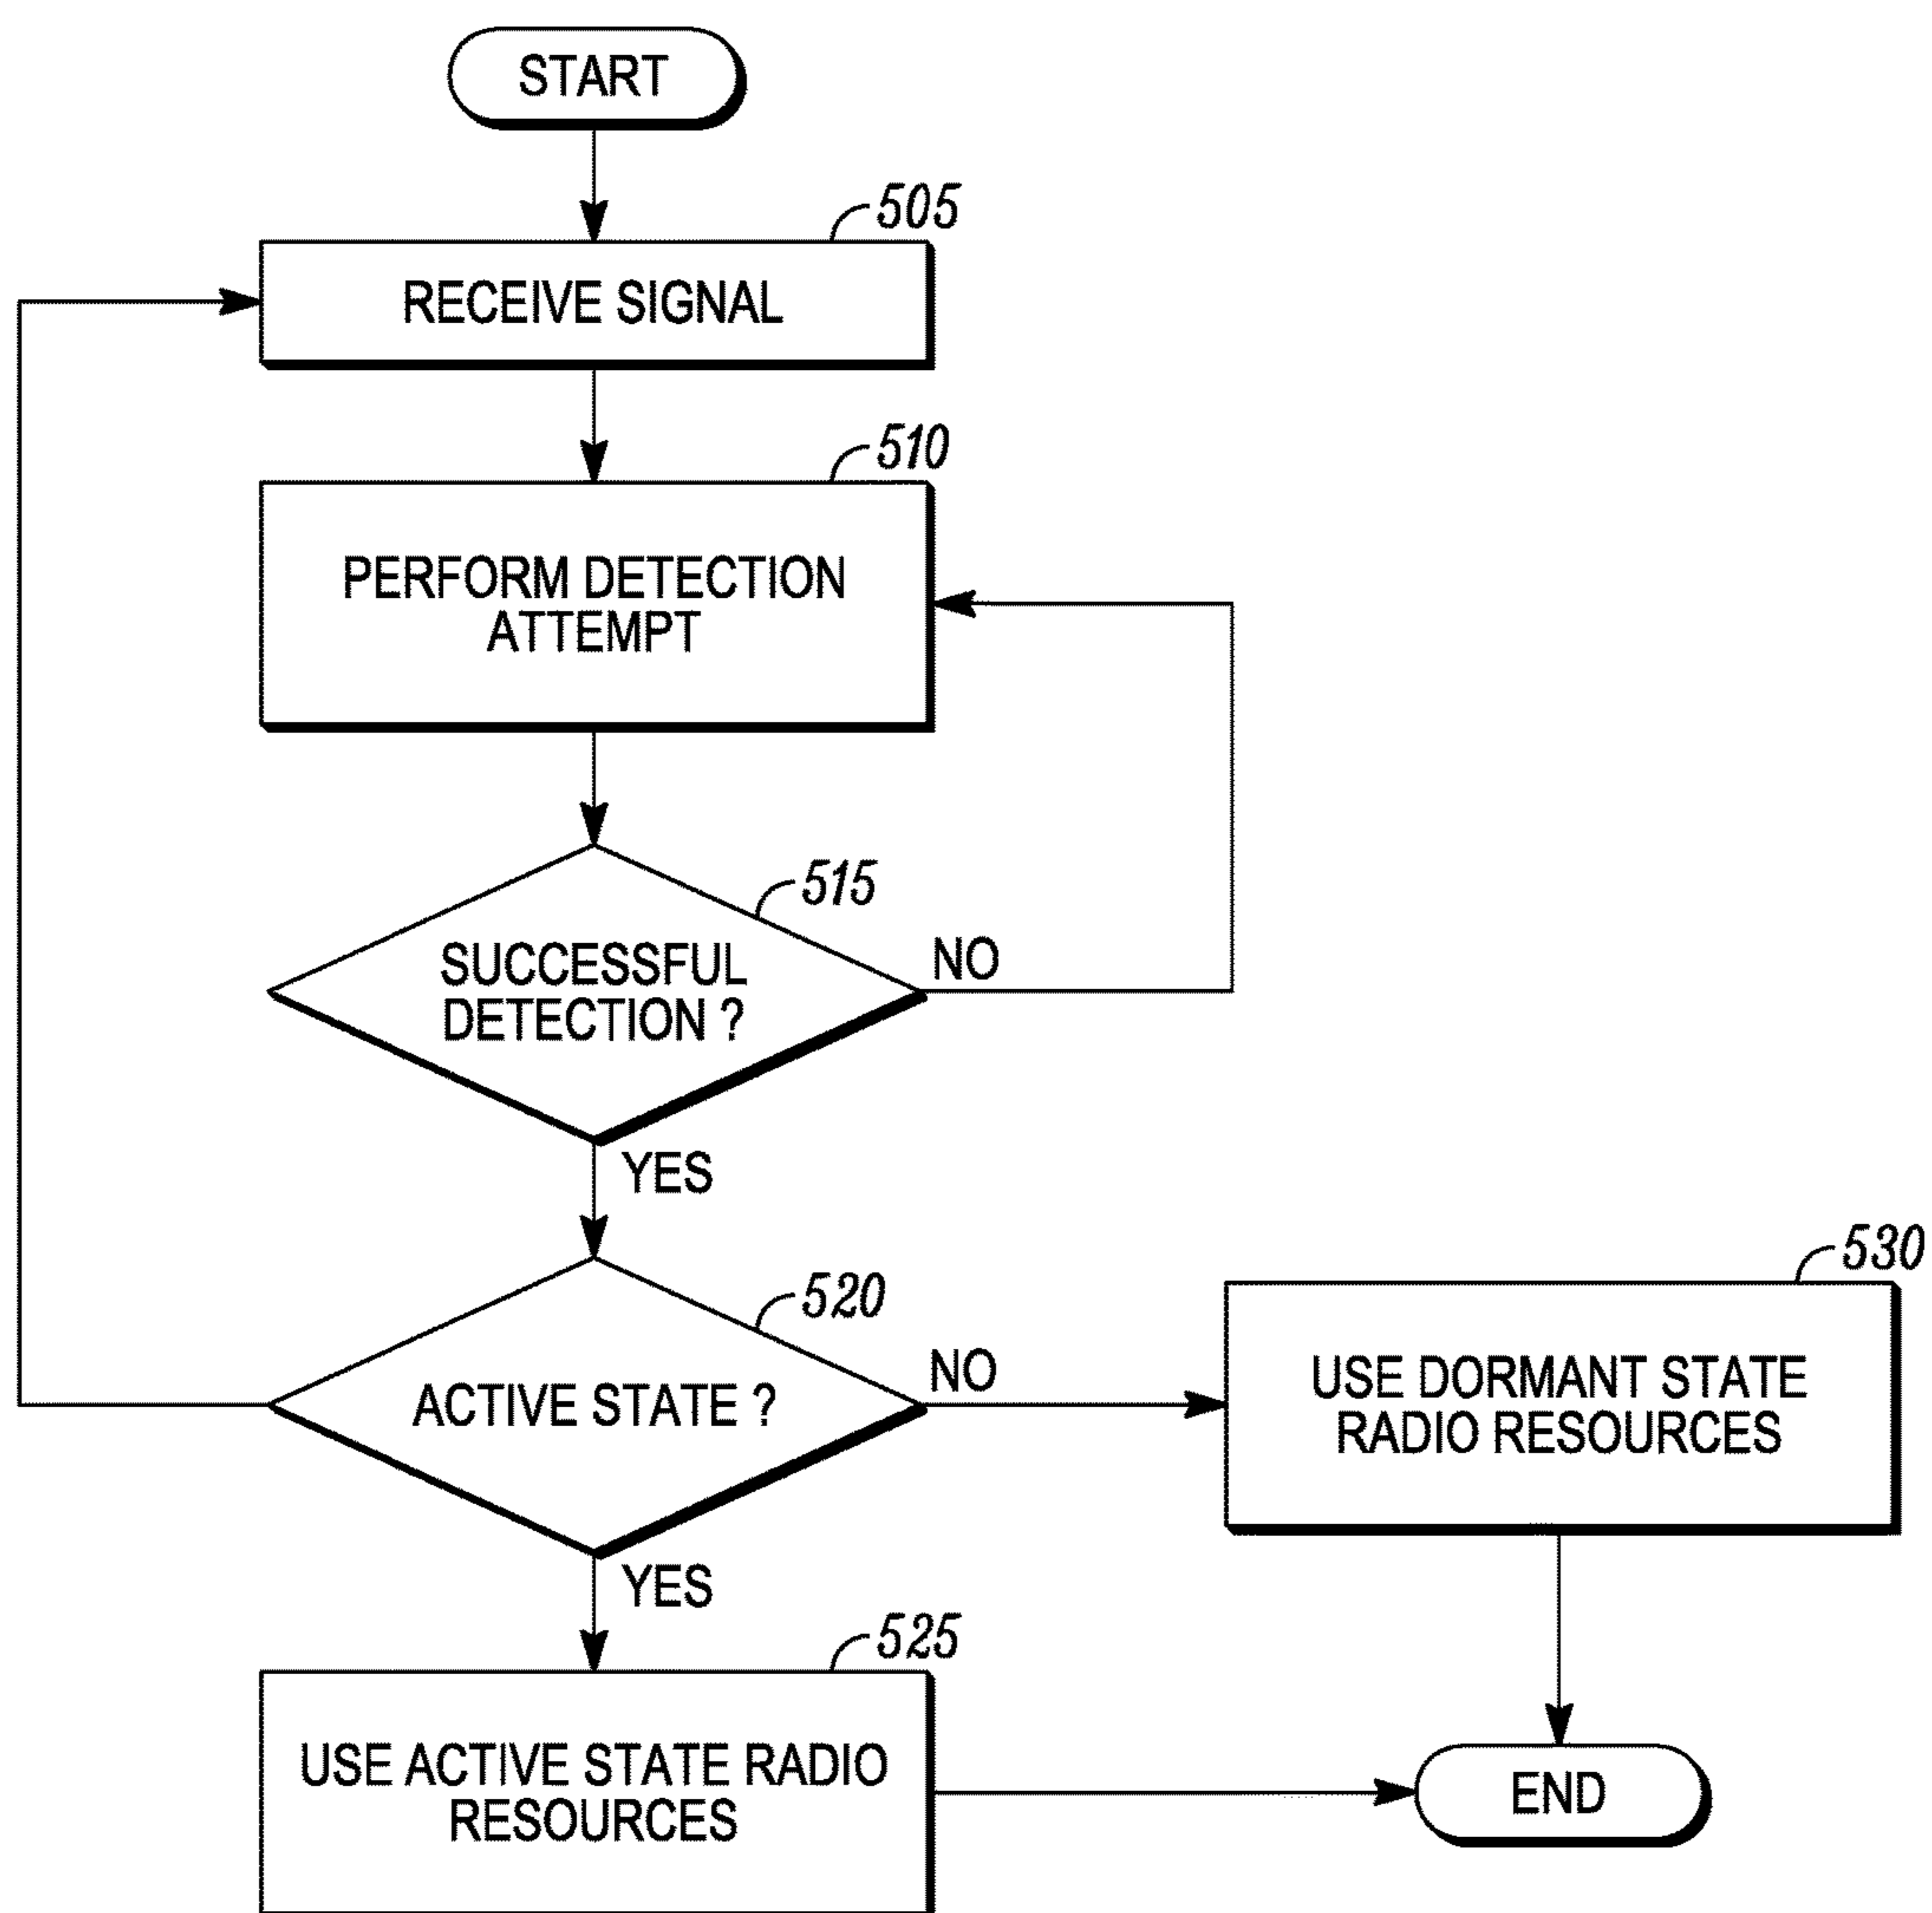 START
505
RECEIVE SIGNAL
510
PERFORM DETECTION
ATTEMPT
515
SUCCESSFUL
DETECTION ?
NO
YES
520
ACTIVE STATE ?
NO
530
USE DORMANT STATE
RADIO RESOURCES
YES
525
USE ACTIVE STATE RADIO
RESOURCES
END